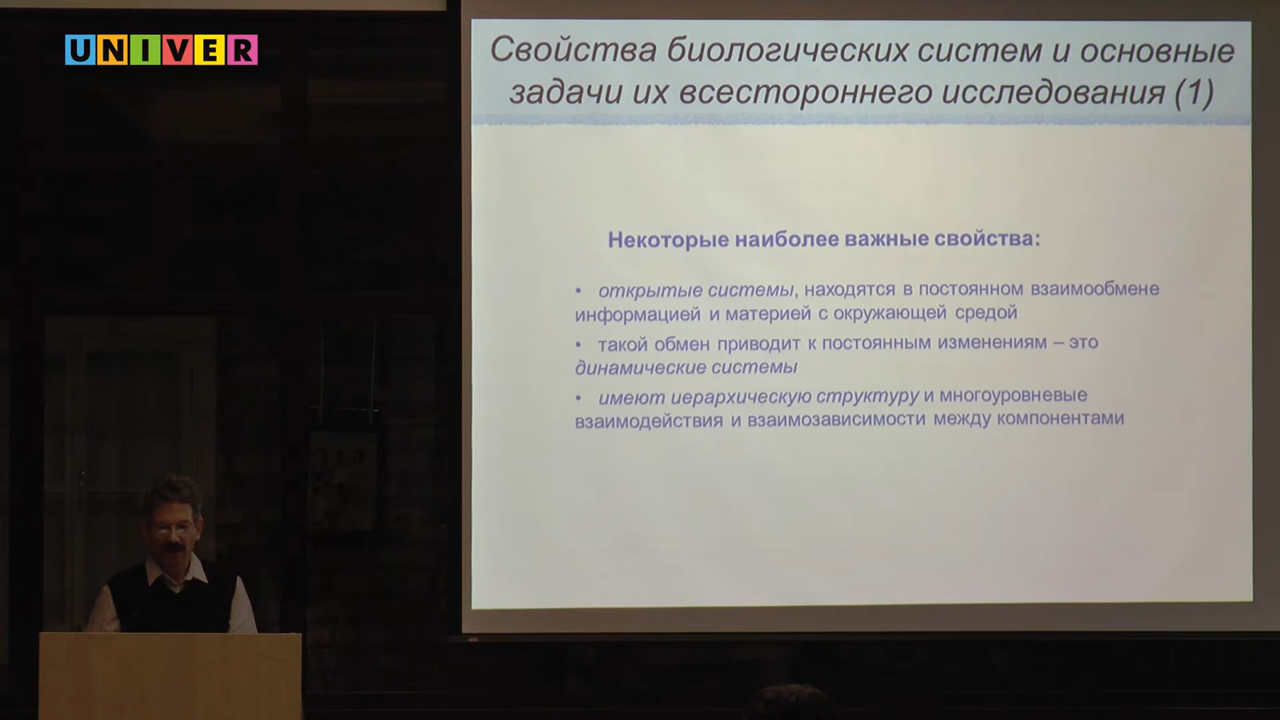 UNIVER
Свойства биологических систем и основные
задачи их всестороннего исследования (1)
Некоторые наиболее важные свойства:
• открытые системы, находятся в постоянном взаимообмене
информацией и материей с окружающей средой
• такой обмен приводит к постоянным изменениям – это
динамические системы
• имеют иерархическую структуру и многоуровневые
взаимодействия и взаимозависимости между компонентами